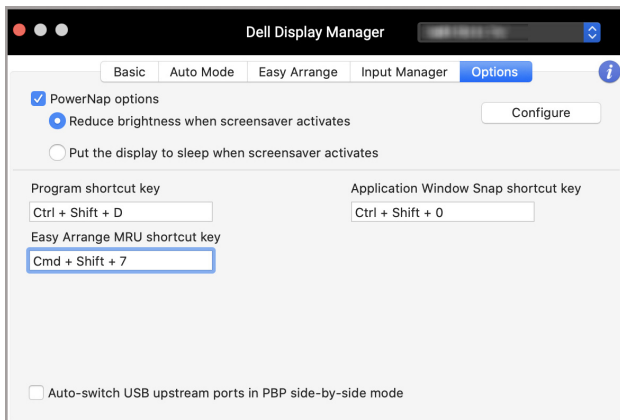 Dell Display Manager
Basic Auto Mode Easy Arrange Input Manager Options i
PowerNap options
Configure
Reduce brightness when screensaver activates
Put the display to sleep when screensaver activates
Program shortcut key Application Window Snap shortcut key
Ctrl + Shift + D Ctrl + Shift + 0
Easy Arrange MRU shortcut key
Cmd + Shift + 7
Auto-switch USB upstream ports in PBP side-by-side mode